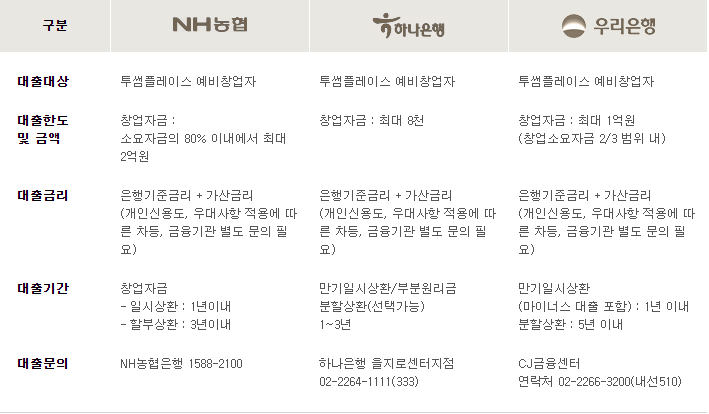 구분
NH농협
하나은행
우리은행
대출대상
투썸플레이스 예비창업자
투썸플레이스 예비창업자
투썸플레이스 예비창업자
대출한도
및 금액
창업자금 :
소요자금의 80% 이내에서 최대
2억원
창업자금 : 최대 8천
창업자금 : 최대 1억원
(창업소요자금 2/3 범위 내)
대출금리
은행기준금리 + 가산금리
(개인신용도, 우대사항 적용에 따
른 차등, 금융기관 별도 문의 필
요)
은행기준금리 + 가산금리
(개인신용도, 우대사항 적용에 따
른 차등, 금융기관 별도 문의 필
요)
은행기준금리 + 가산금리
(개인신용도, 우대사항 적용에 따
른 차등, 금융기관 별도 문의 필
요)
대출기간
창업자금
- 일시상환 : 1년이내
- 할부상환 : 3년이내
만기일시상환/부분원리금
분할상환(선택가능)
1~3년
만기일시상환
(마이너스 대출 포함) : 1년 이내
분할상환 : 5년 이내
대출문의
NH농협은행 1588-2100
하나은행 을지로센터지점
02-2264-1111(333)
CJ금융센터
연락처 02-2266-3200(내선510)